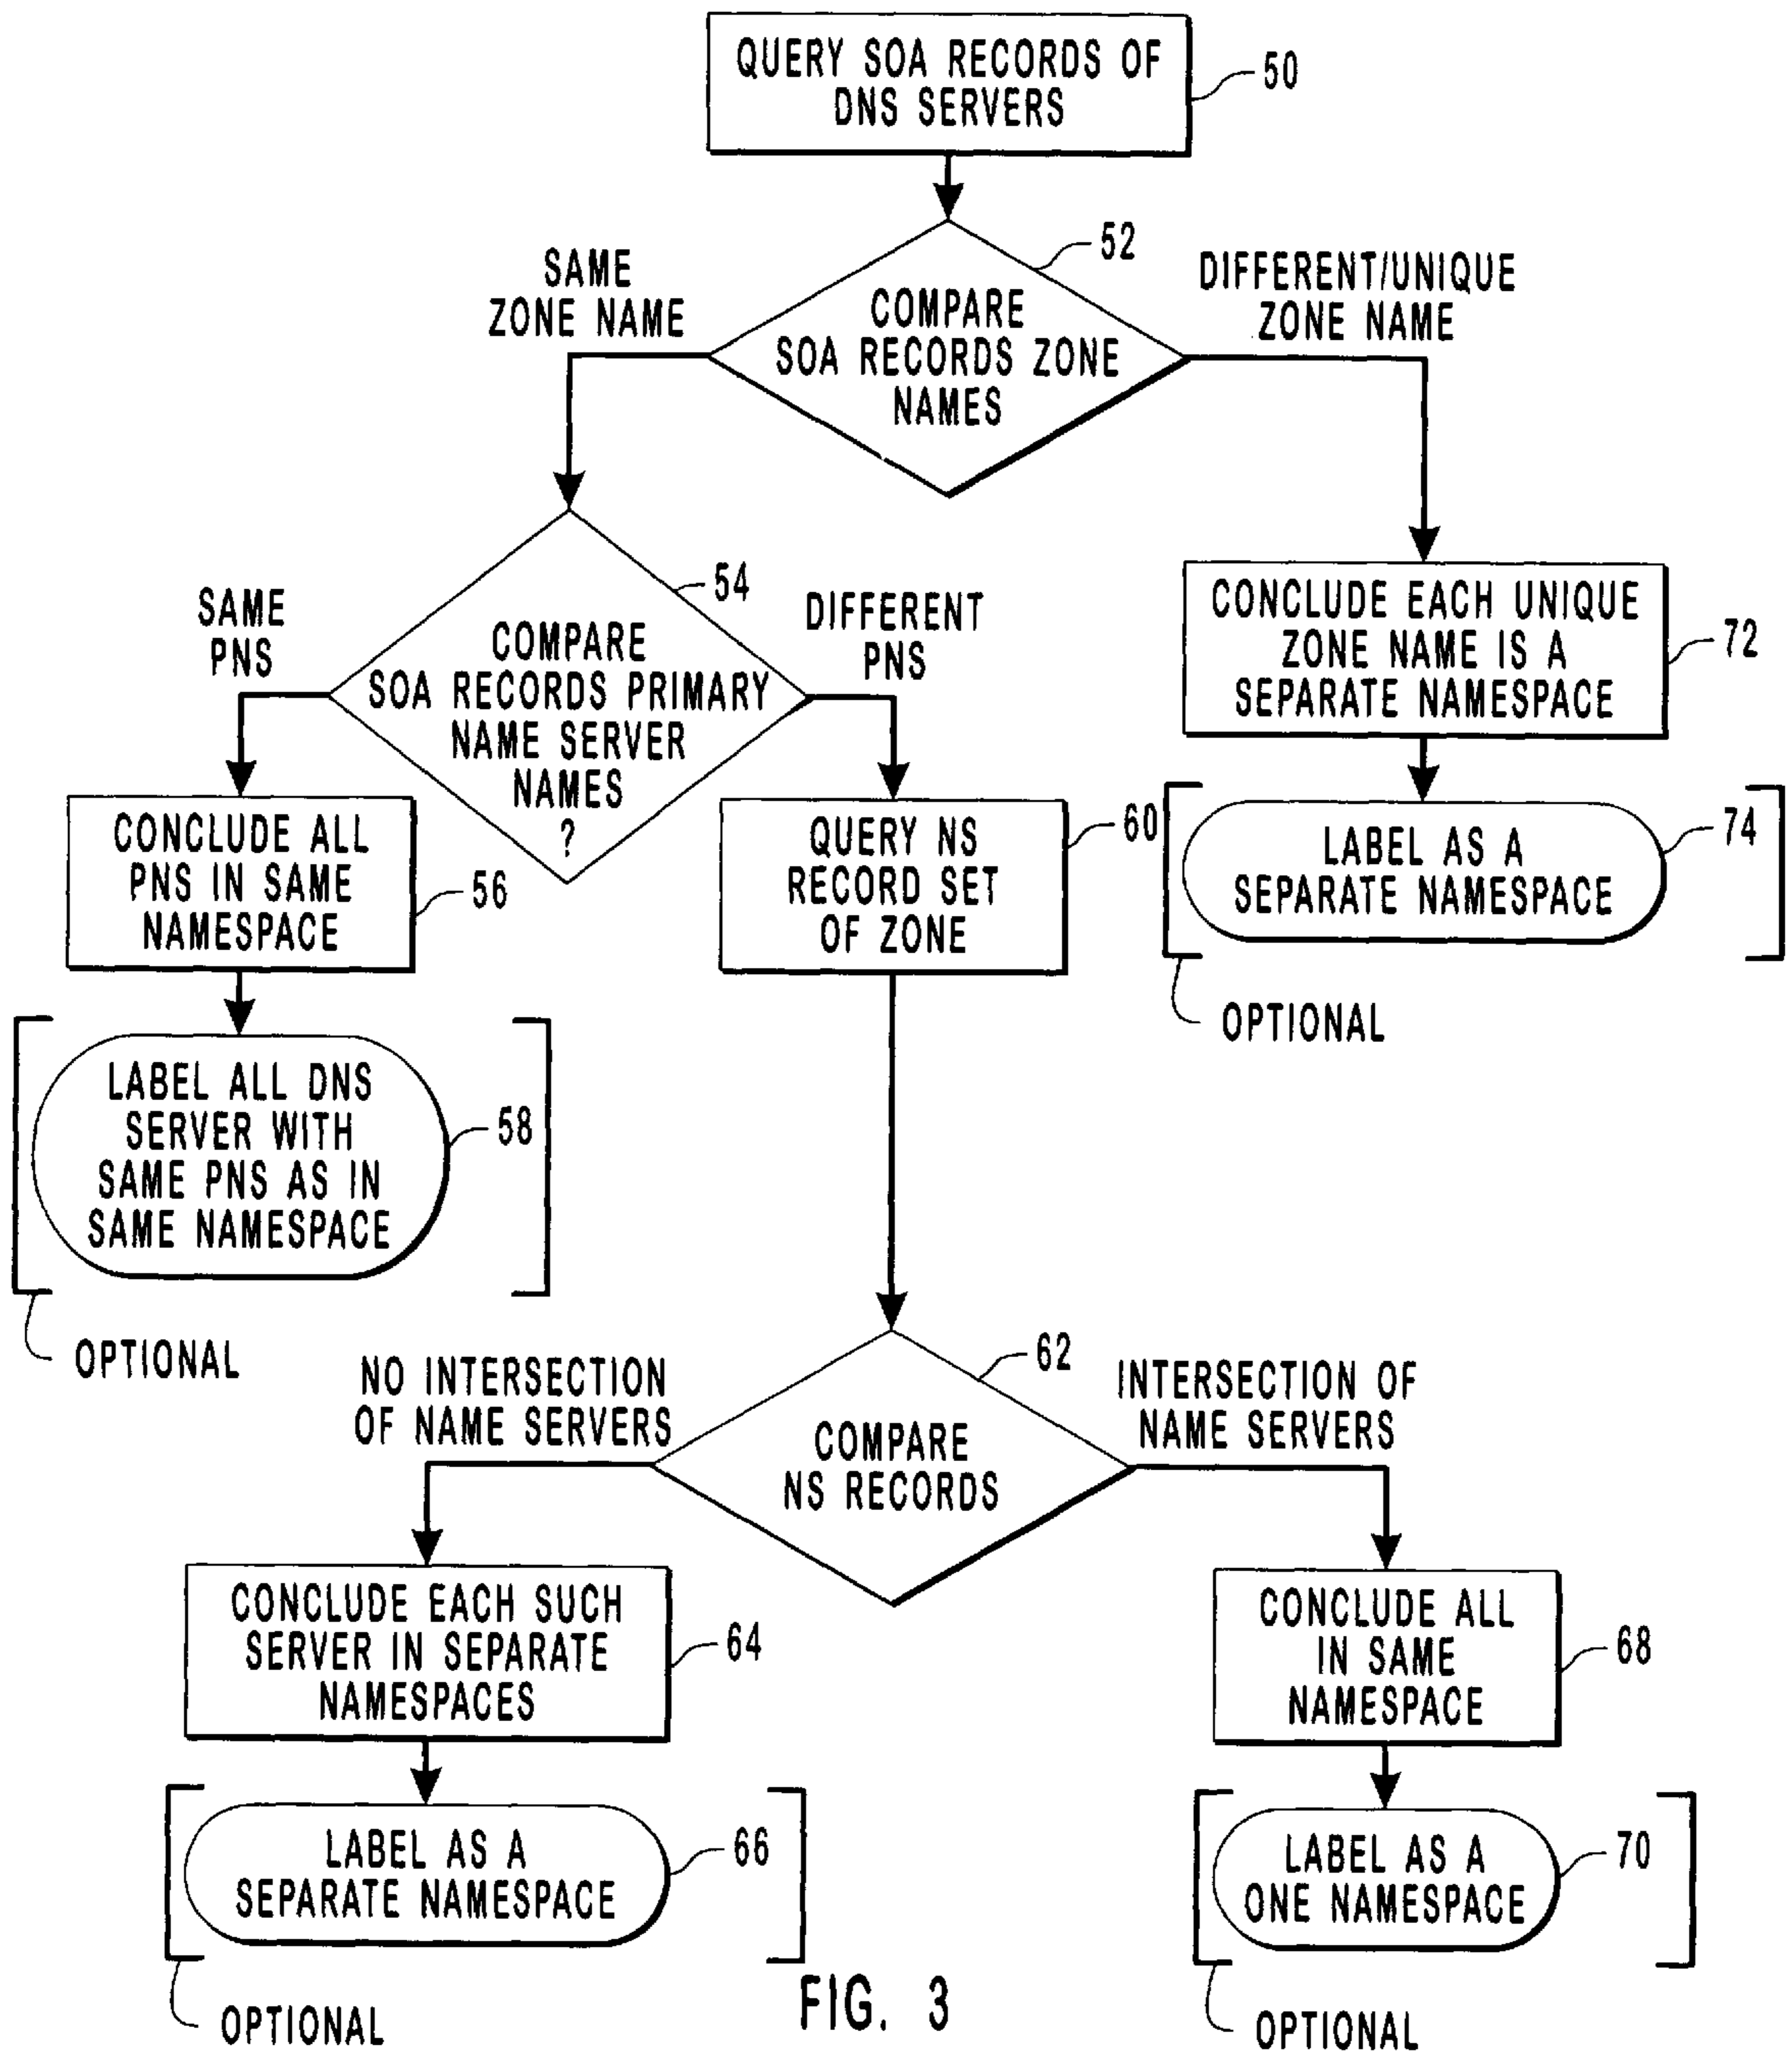 QUERY SOA RECORDS OF
DNS SERVERS
50
52
SAME
ZONE NAME
DIFFERENT/UNIQUE
ZONE NAME
COMPARE
SOA RECORDS ZONE
NAMES
54
SAME
PNS
DIFFERENT
PNS
COMPARE
SOA RECORDS PRIMARY
NAME SERVER
NAMES
?
CONCLUDE EACH UNIQUE
ZONE NAME IS A
SEPARATE NAMESPACE
72
CONCLUDE ALL
PNS IN SAME
NAMESPACE
56
QUERY NS
RECORD SET
OF ZONE
60
LABEL AS A
SEPARATE NAMESPACE
74
OPTIONAL
LABEL ALL DNS
SERVER WITH
SAME PNS AS IN
SAME NAMESPACE
58
OPTIONAL
62
NO INTERSECTION
OF NAME SERVERS
INTERSECTION OF
NAME SERVERS
COMPARE
NS RECORDS
CONCLUDE EACH SUCH
SERVER IN SEPARATE
NAMESPACES
64
CONCLUDE ALL
IN SAME
NAMESPACE
68
LABEL AS A
SEPARATE NAMESPACE
66
LABEL AS A
ONE NAMESPACE
70
OPTIONAL
OPTIONAL
FIG. 3